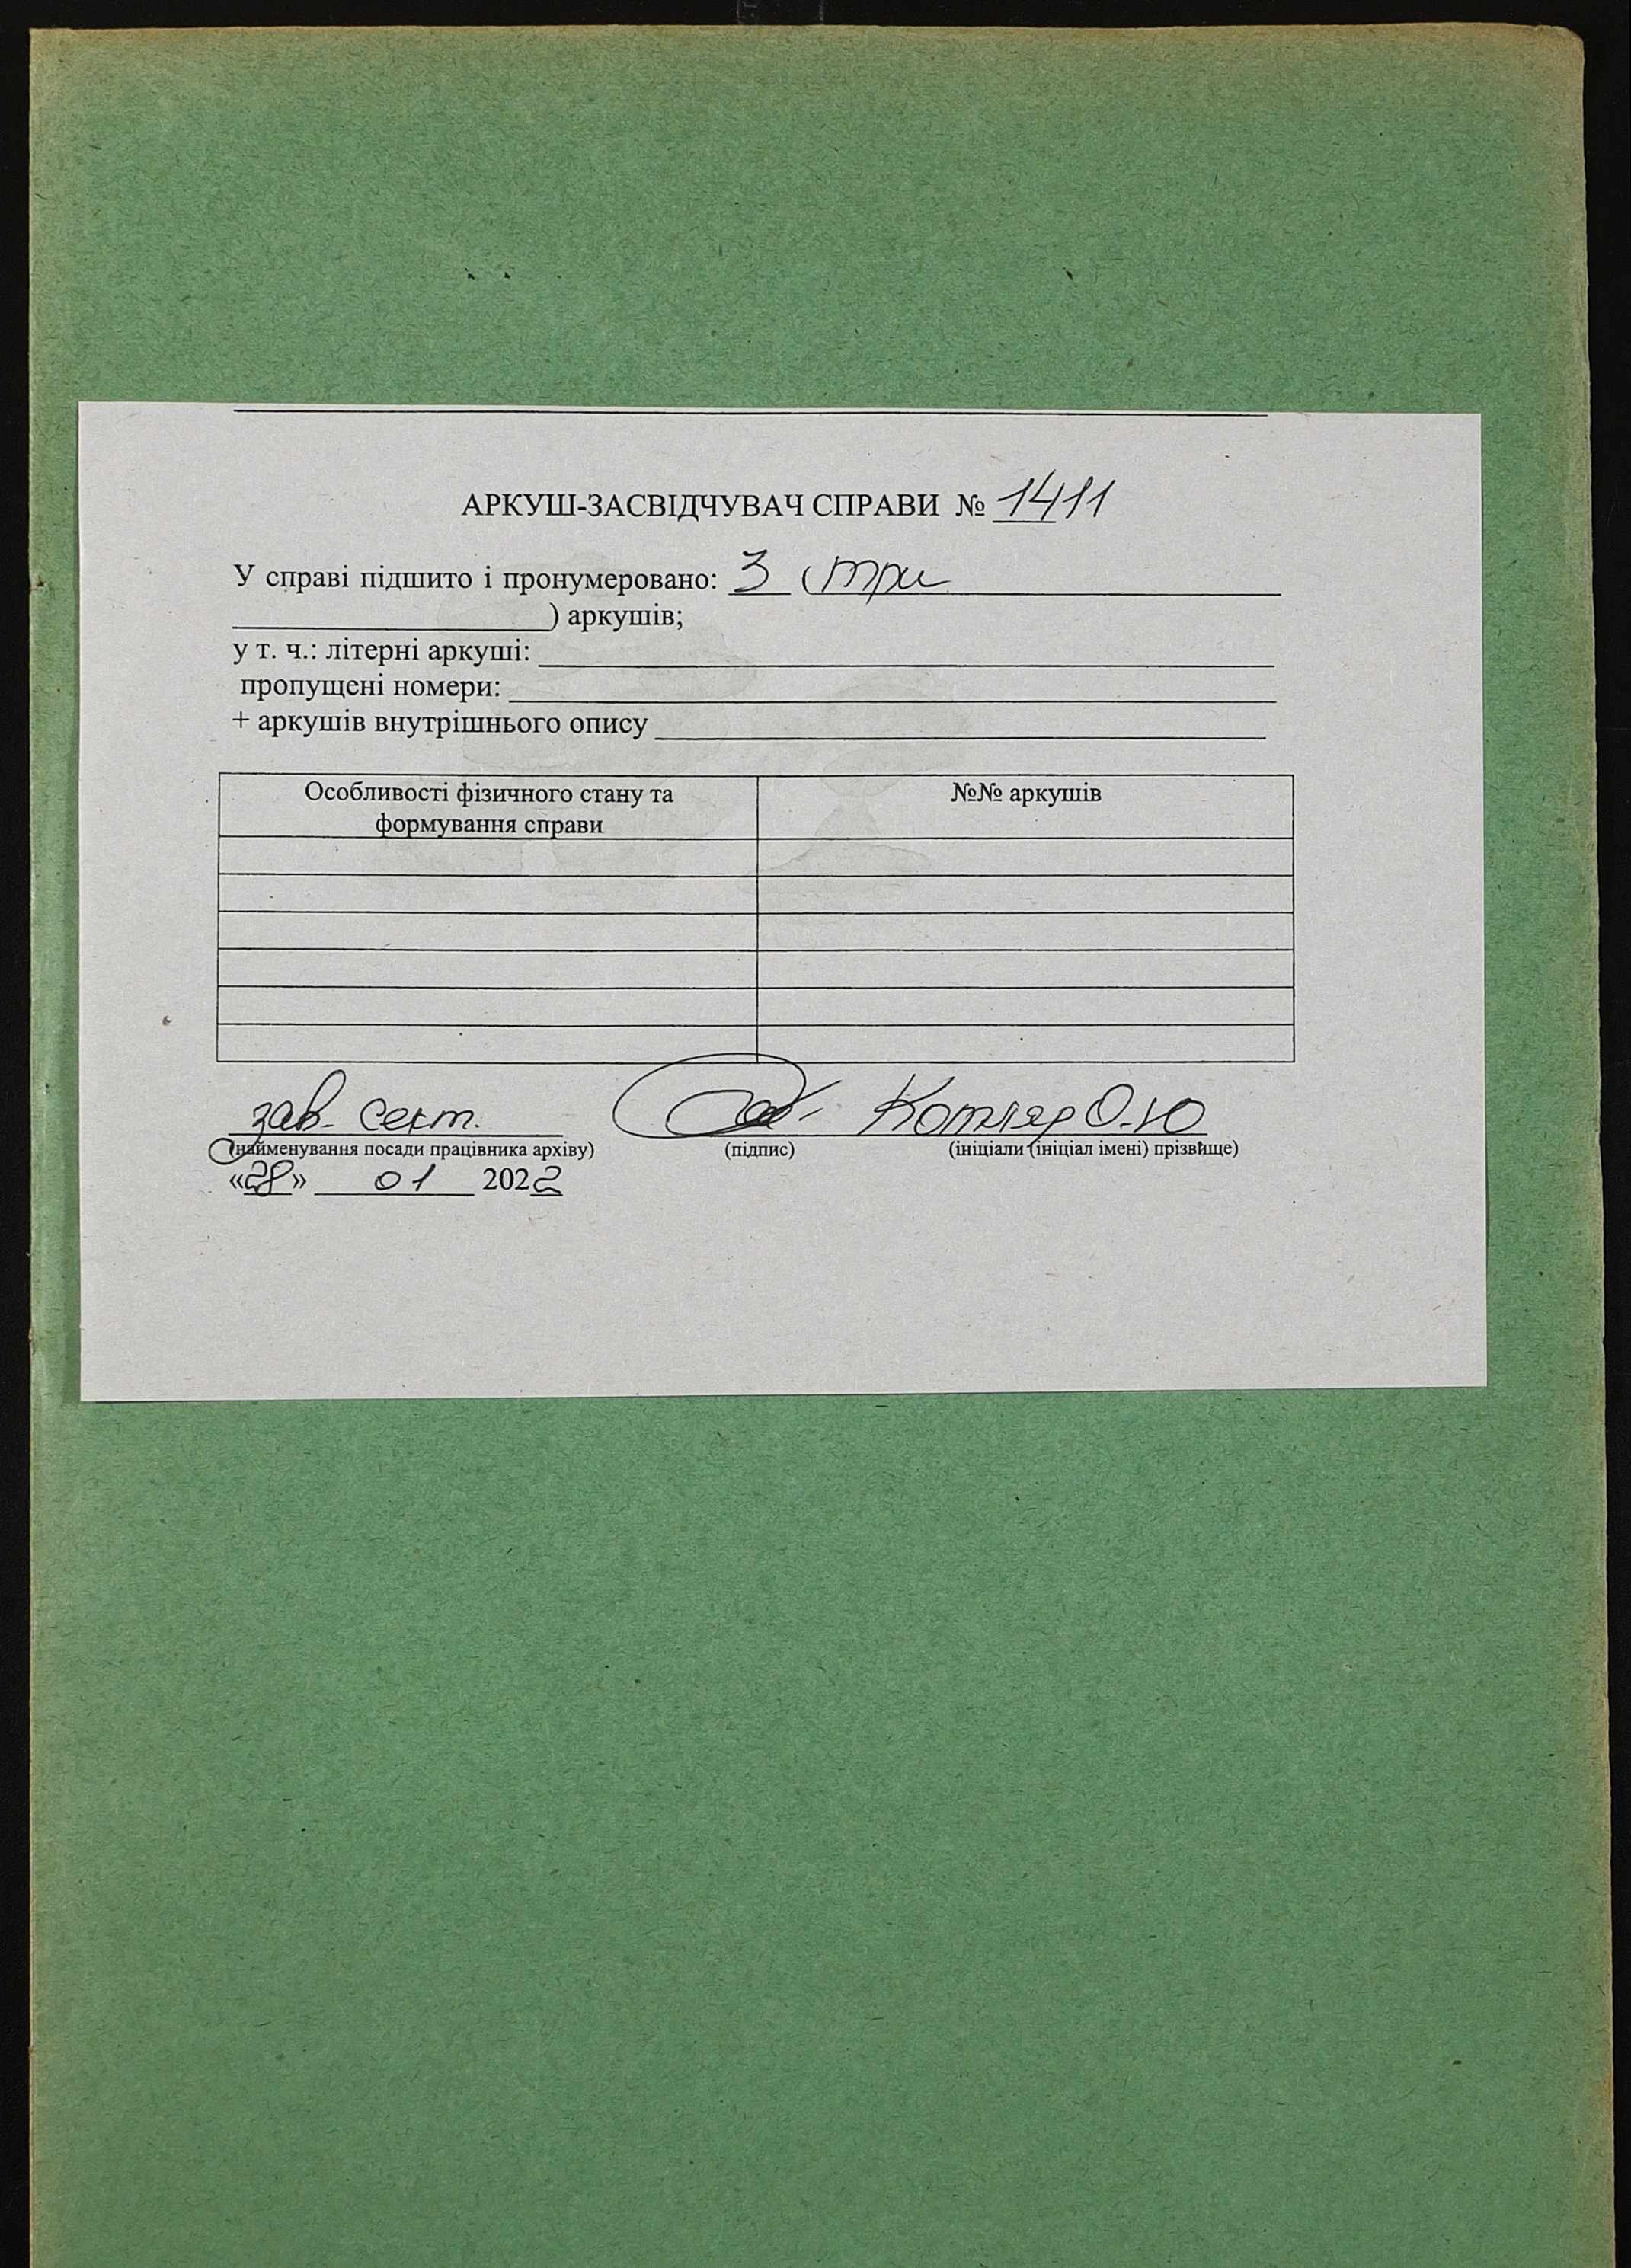 АРКУШ-ЗАСВІДЧУВАЧ СПРАВИ № 1411
У справі підшито і пронумеровано: 3 (три
) аркушів;
у т. ч.: літерні аркуші:
пропущені номери:
+ аркушів внутрішнього опису
Особливості фізичного стану та №№ аркушів
формування справи
зав. сект. Котляр О.Ю
(найменування посади працівника архіву) (підпис) (ініціали (ініціал імені) прізвище)
«28» 01 2022